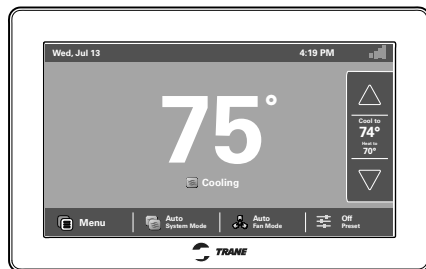 Wed, Jul 13
4:19 PM
75°
Cooling
Cool to
74°
Heat to
70°
Menu
Auto
System Mode
Auto
Fan Mode
Off
Preset
TRANE